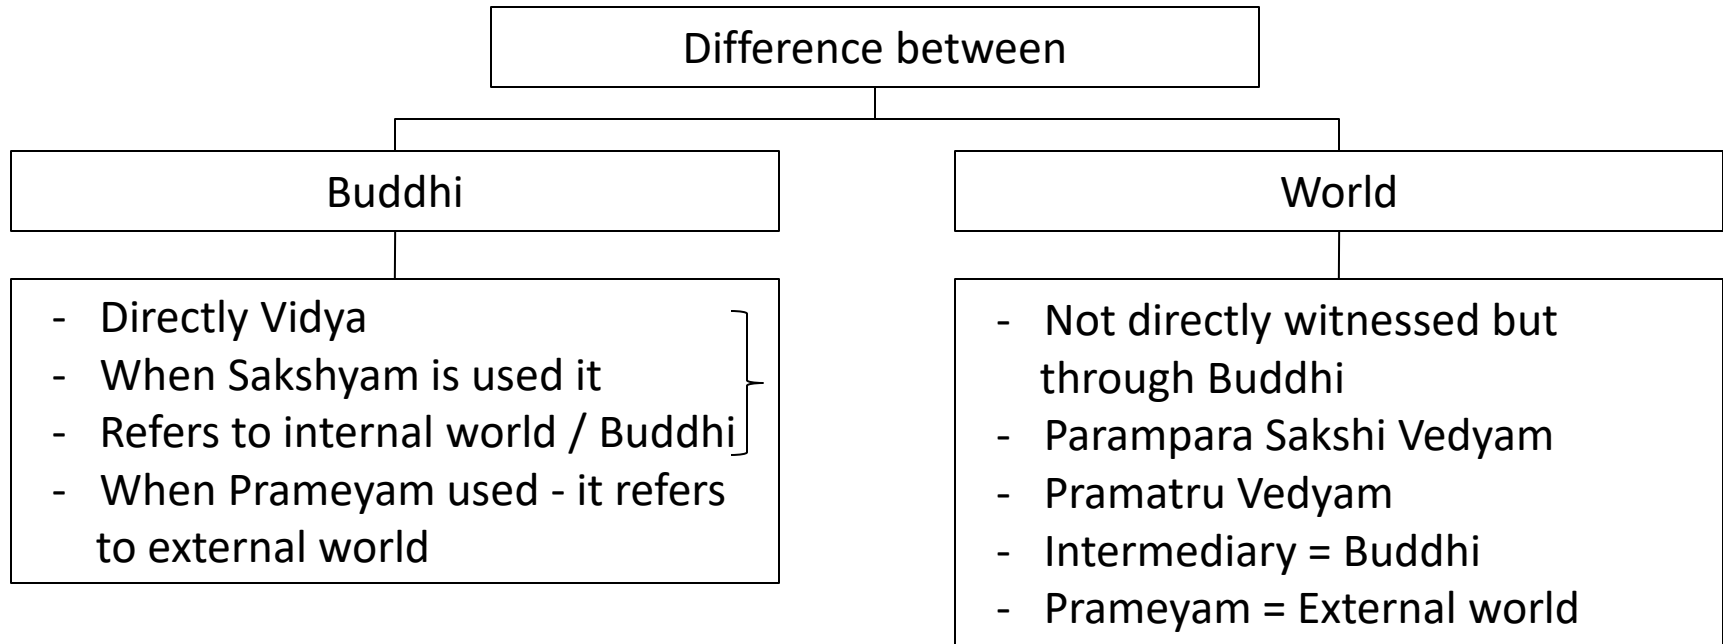 Difference between
Buddhi
- Directly Vidya
- When Sakshyam is used it
- Refers to internal world / Buddhi
- When Prameyam used - it refers
to external world
World
- Not directly witnessed but
through Buddhi
- Parampara Sakshi Vedyam
- Pramatru Vedyam
- Intermediary = Buddhi
- Prameyam = External world